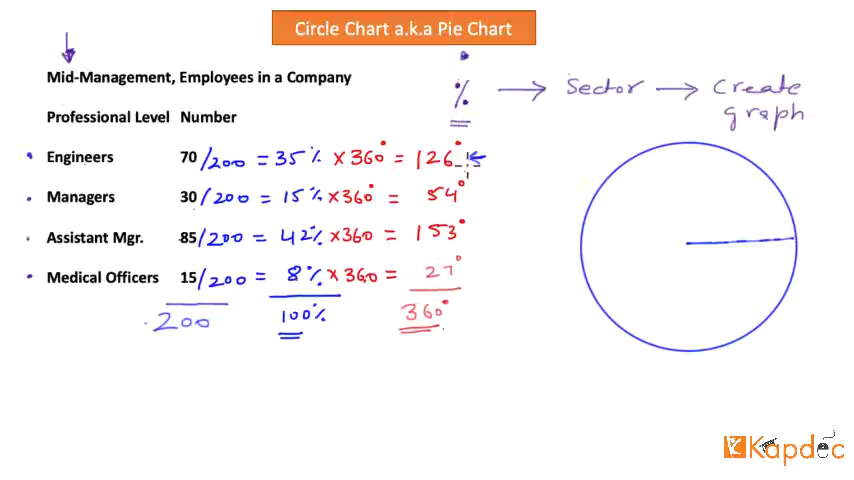 Circle Chart a.k.a Pie Chart
Mid-Management, Employees in a Company
% → Sector → Create graph
Professional Level Number
Engineers 70 /200 = 35% × 360° = 126°
Managers 30 /200 = 15% × 360° = 54°
Assistant Mgr. 85 /200 = 42% × 360 = 153°
Medical Officers 15 /200 = 8% × 360 = 27°
200 100% 360°
Kapdec